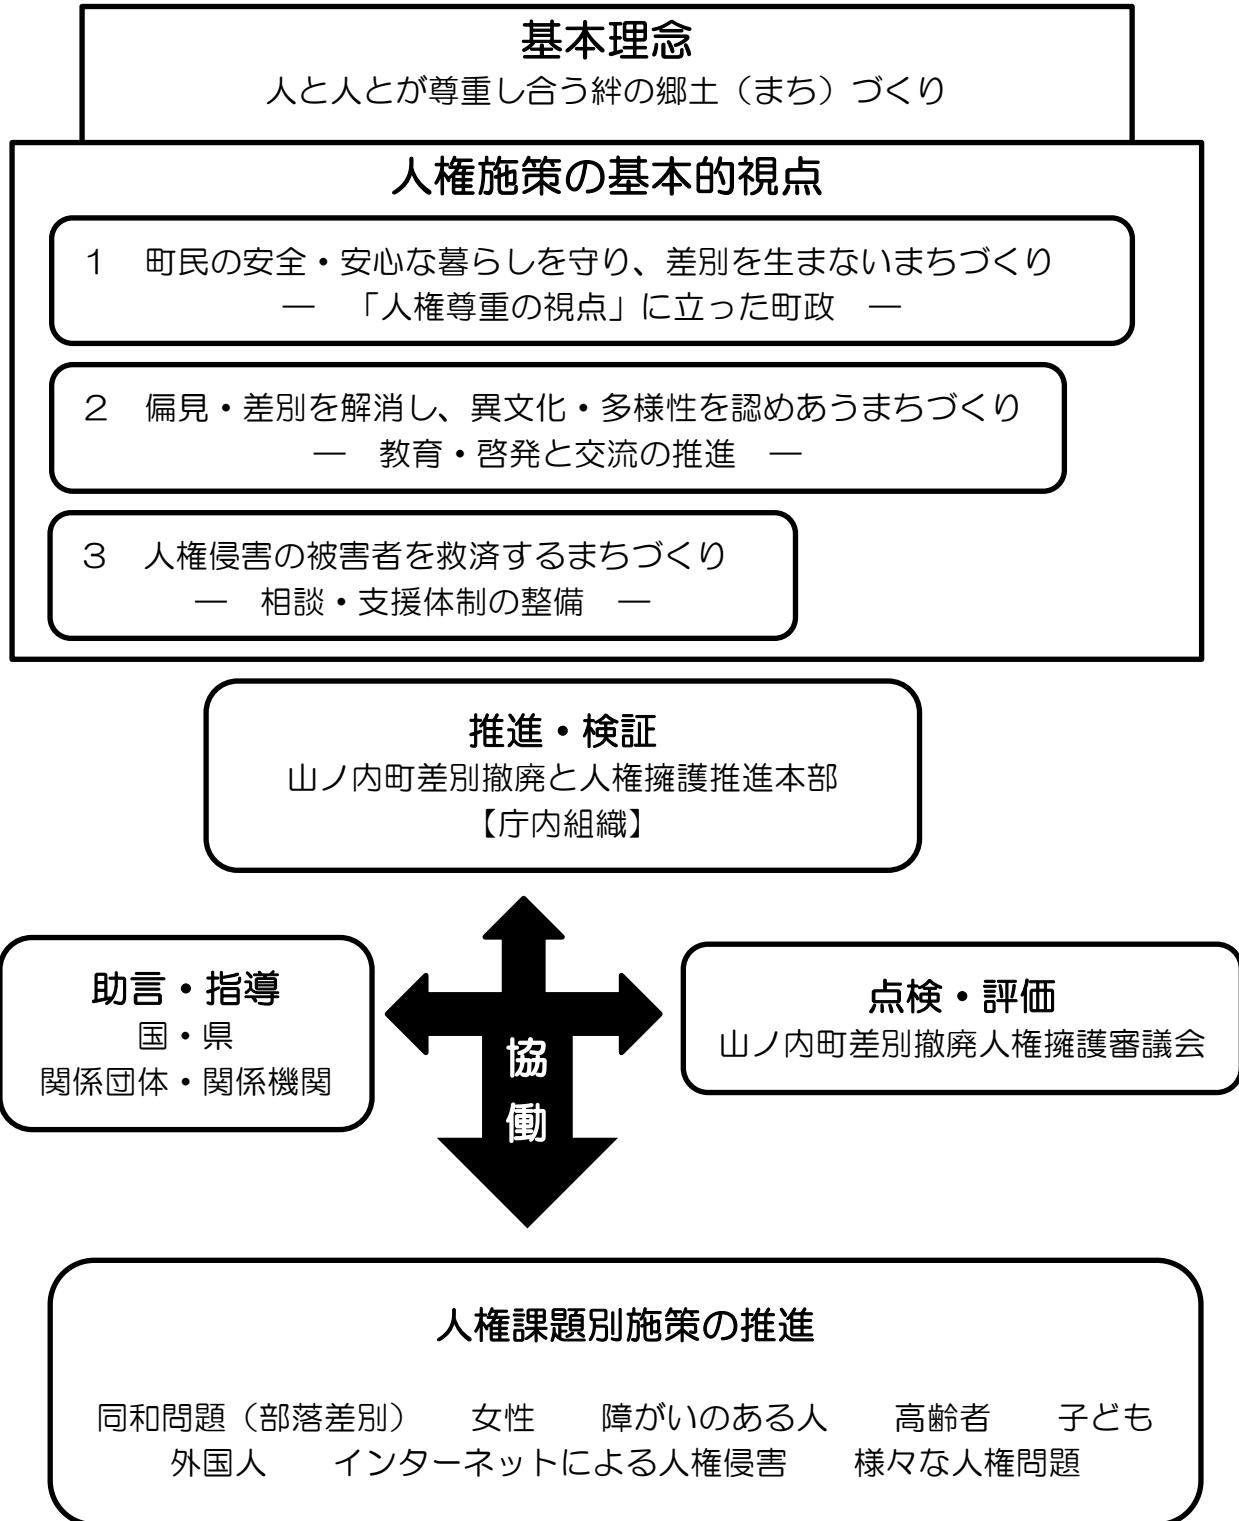 基本理念
人と人とが尊重し合う絆の郷土（まち）づくり
人権施策の基本的視点
１　町民の安全・安心な暮らしを守り、差別を生まないまちづくり
―　「人権尊重の視点」に立った町政　―
２　偏見・差別を解消し、異文化・多様性を認めあうまちづくり
―　教育・啓発と交流の推進　―
３　人権侵害の被害者を救済するまちづくり
―　相談・支援体制の整備　―
推進・検証
山ノ内町差別撤廃と人権擁護推進本部
【庁内組織】
助言・指導
国・県
関係団体・関係機関
協
働
点検・評価
山ノ内町差別撤廃人権擁護審議会
人権課題別施策の推進
同和問題（部落差別）　女性　障がいのある人　高齢者　子ども
外国人　インターネットによる人権侵害　様々な人権問題